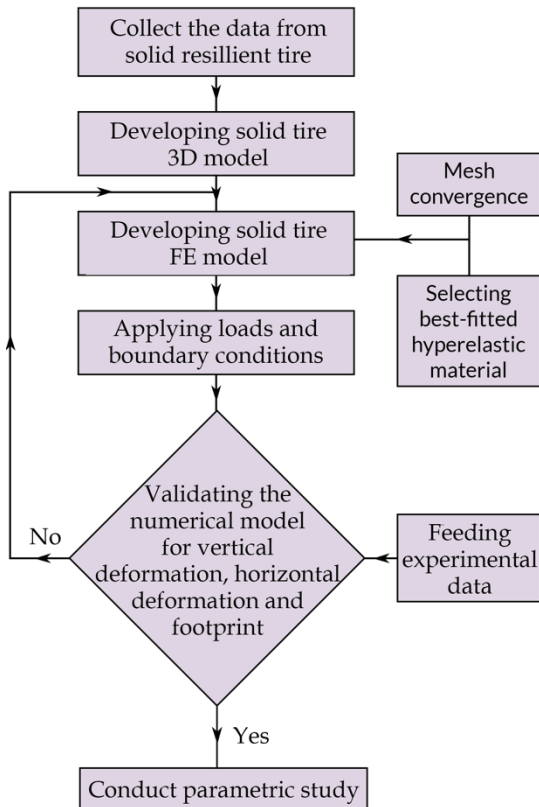 Collect the data from
solid resillient tire
Developing solid tire
3D model
Mesh
convergence
Developing solid tire
FE model
Selecting
best-fitted
hyperelastic
material
Applying loads and
boundary conditions
Validating the
numerical model
for vertical
deformation, horizontal
deformation and
footprint
No
Feeding
experimental
data
Yes
Conduct parametric study